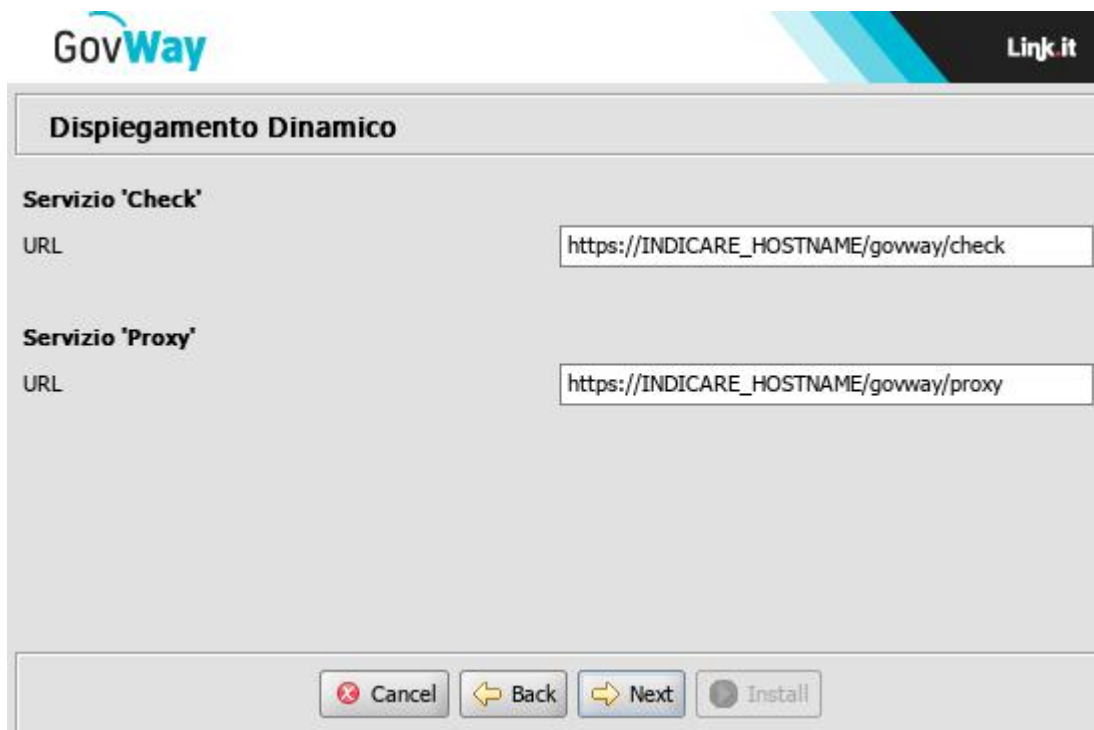 GovWay
Link.it
Dispiegamento Dinamico
Servizio 'Check'
URL
https://INDICARE_HOSTNAME/govway/check
Servizio 'Proxy'
URL
https://INDICARE_HOSTNAME/govway/proxy
Cancel Back Next Install